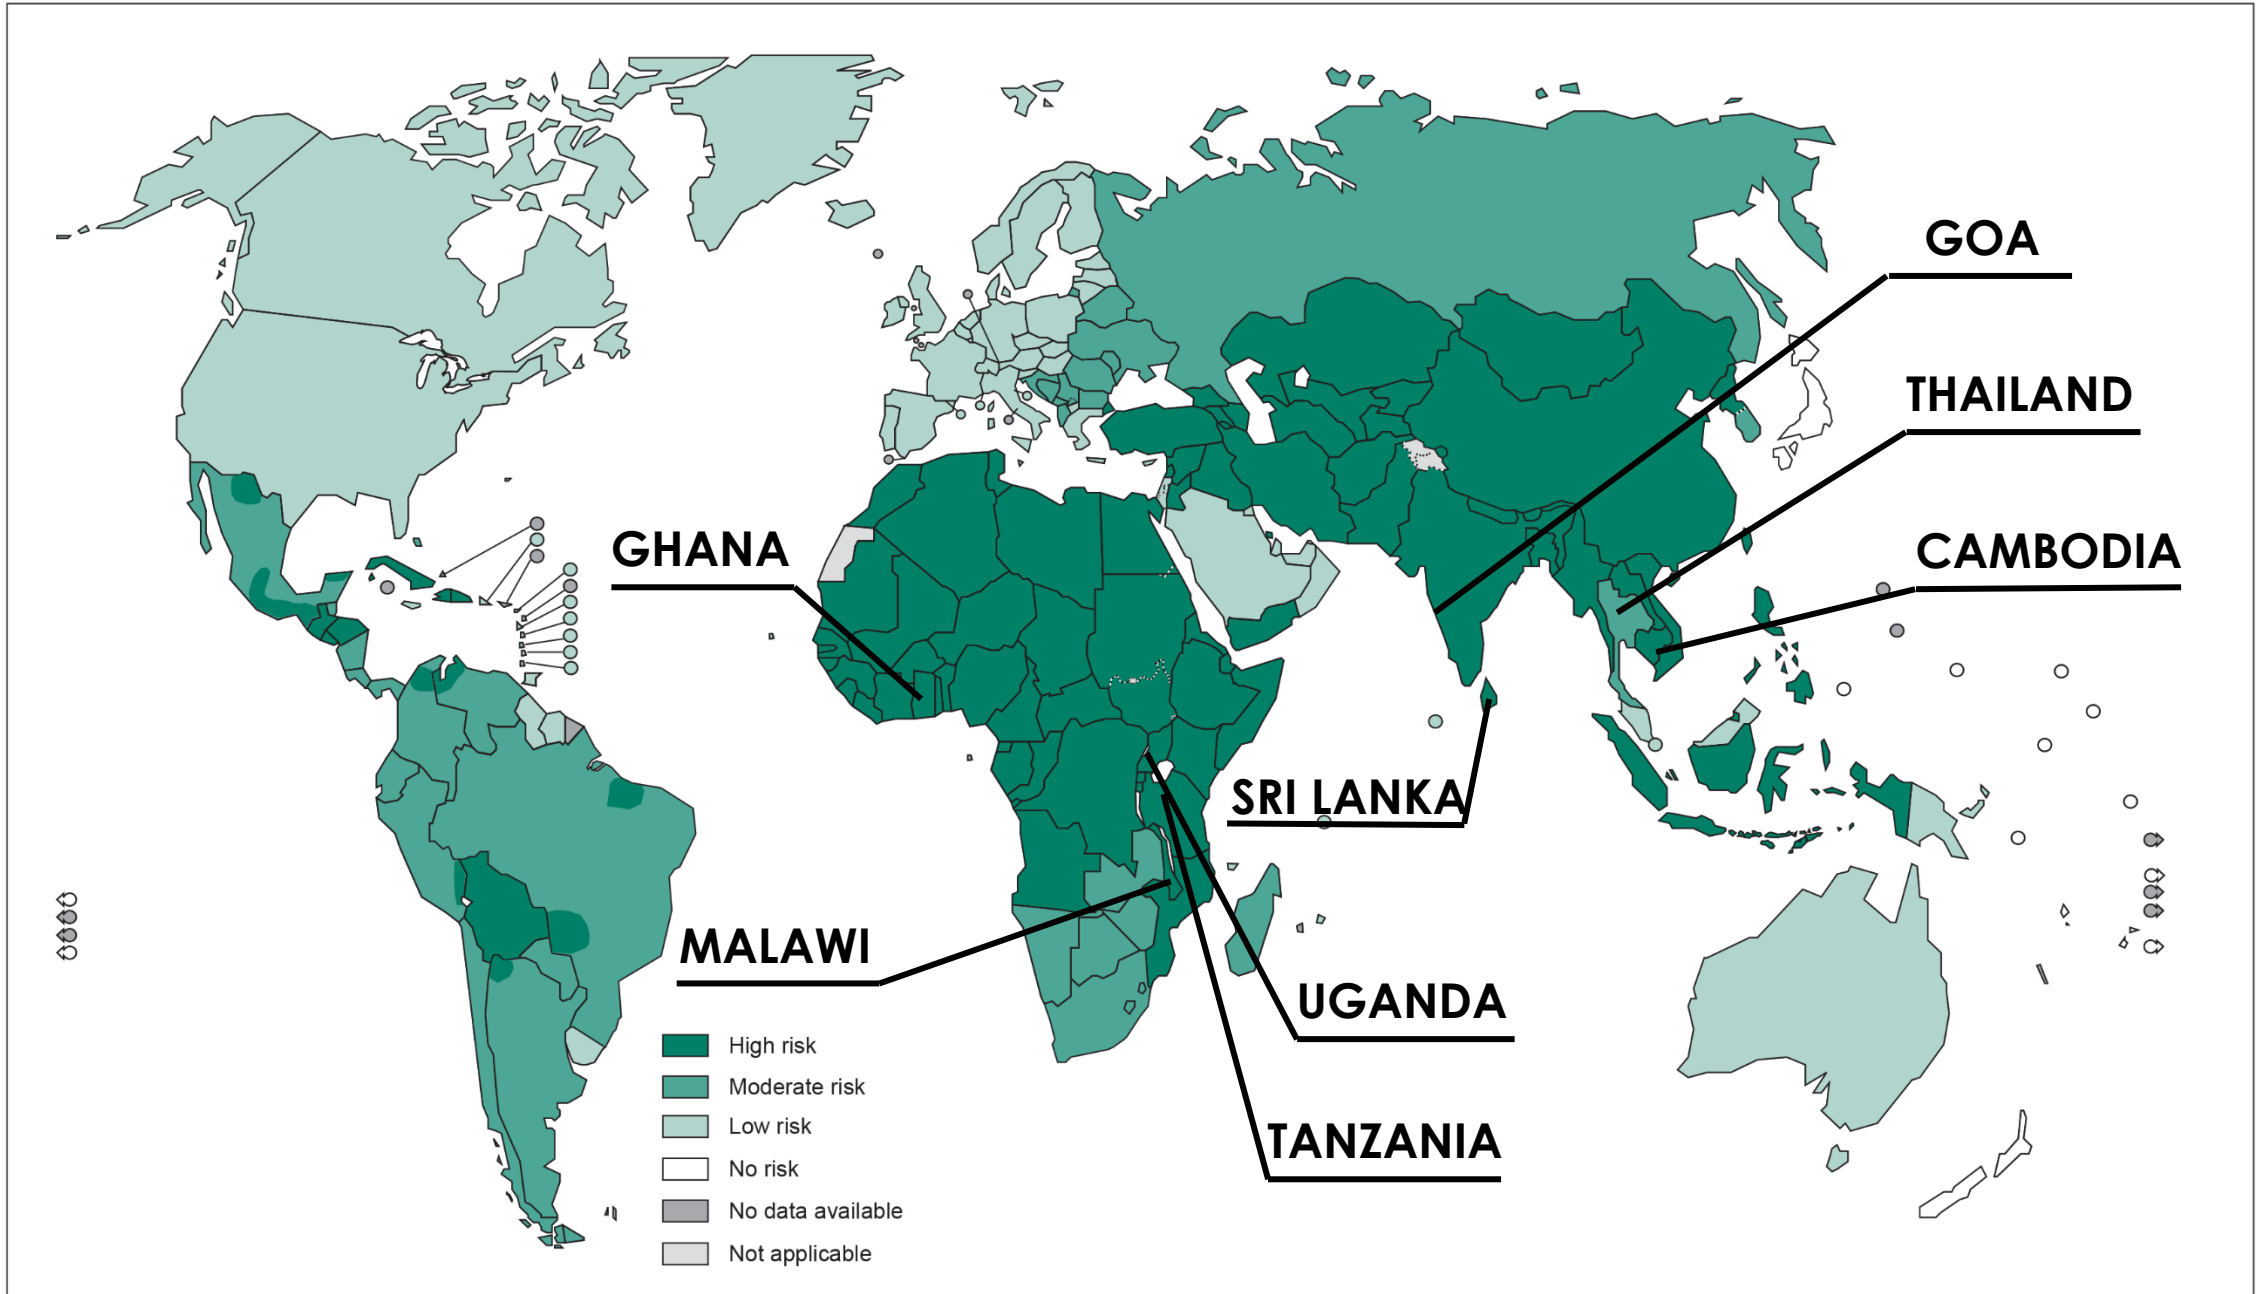 GOA
THAILAND
GHANA
CAMBODIA
SRI LANKA
MALAWI
UGANDA
TANZANIA
High risk
Moderate risk
Low risk
No risk
No data available
Not applicable